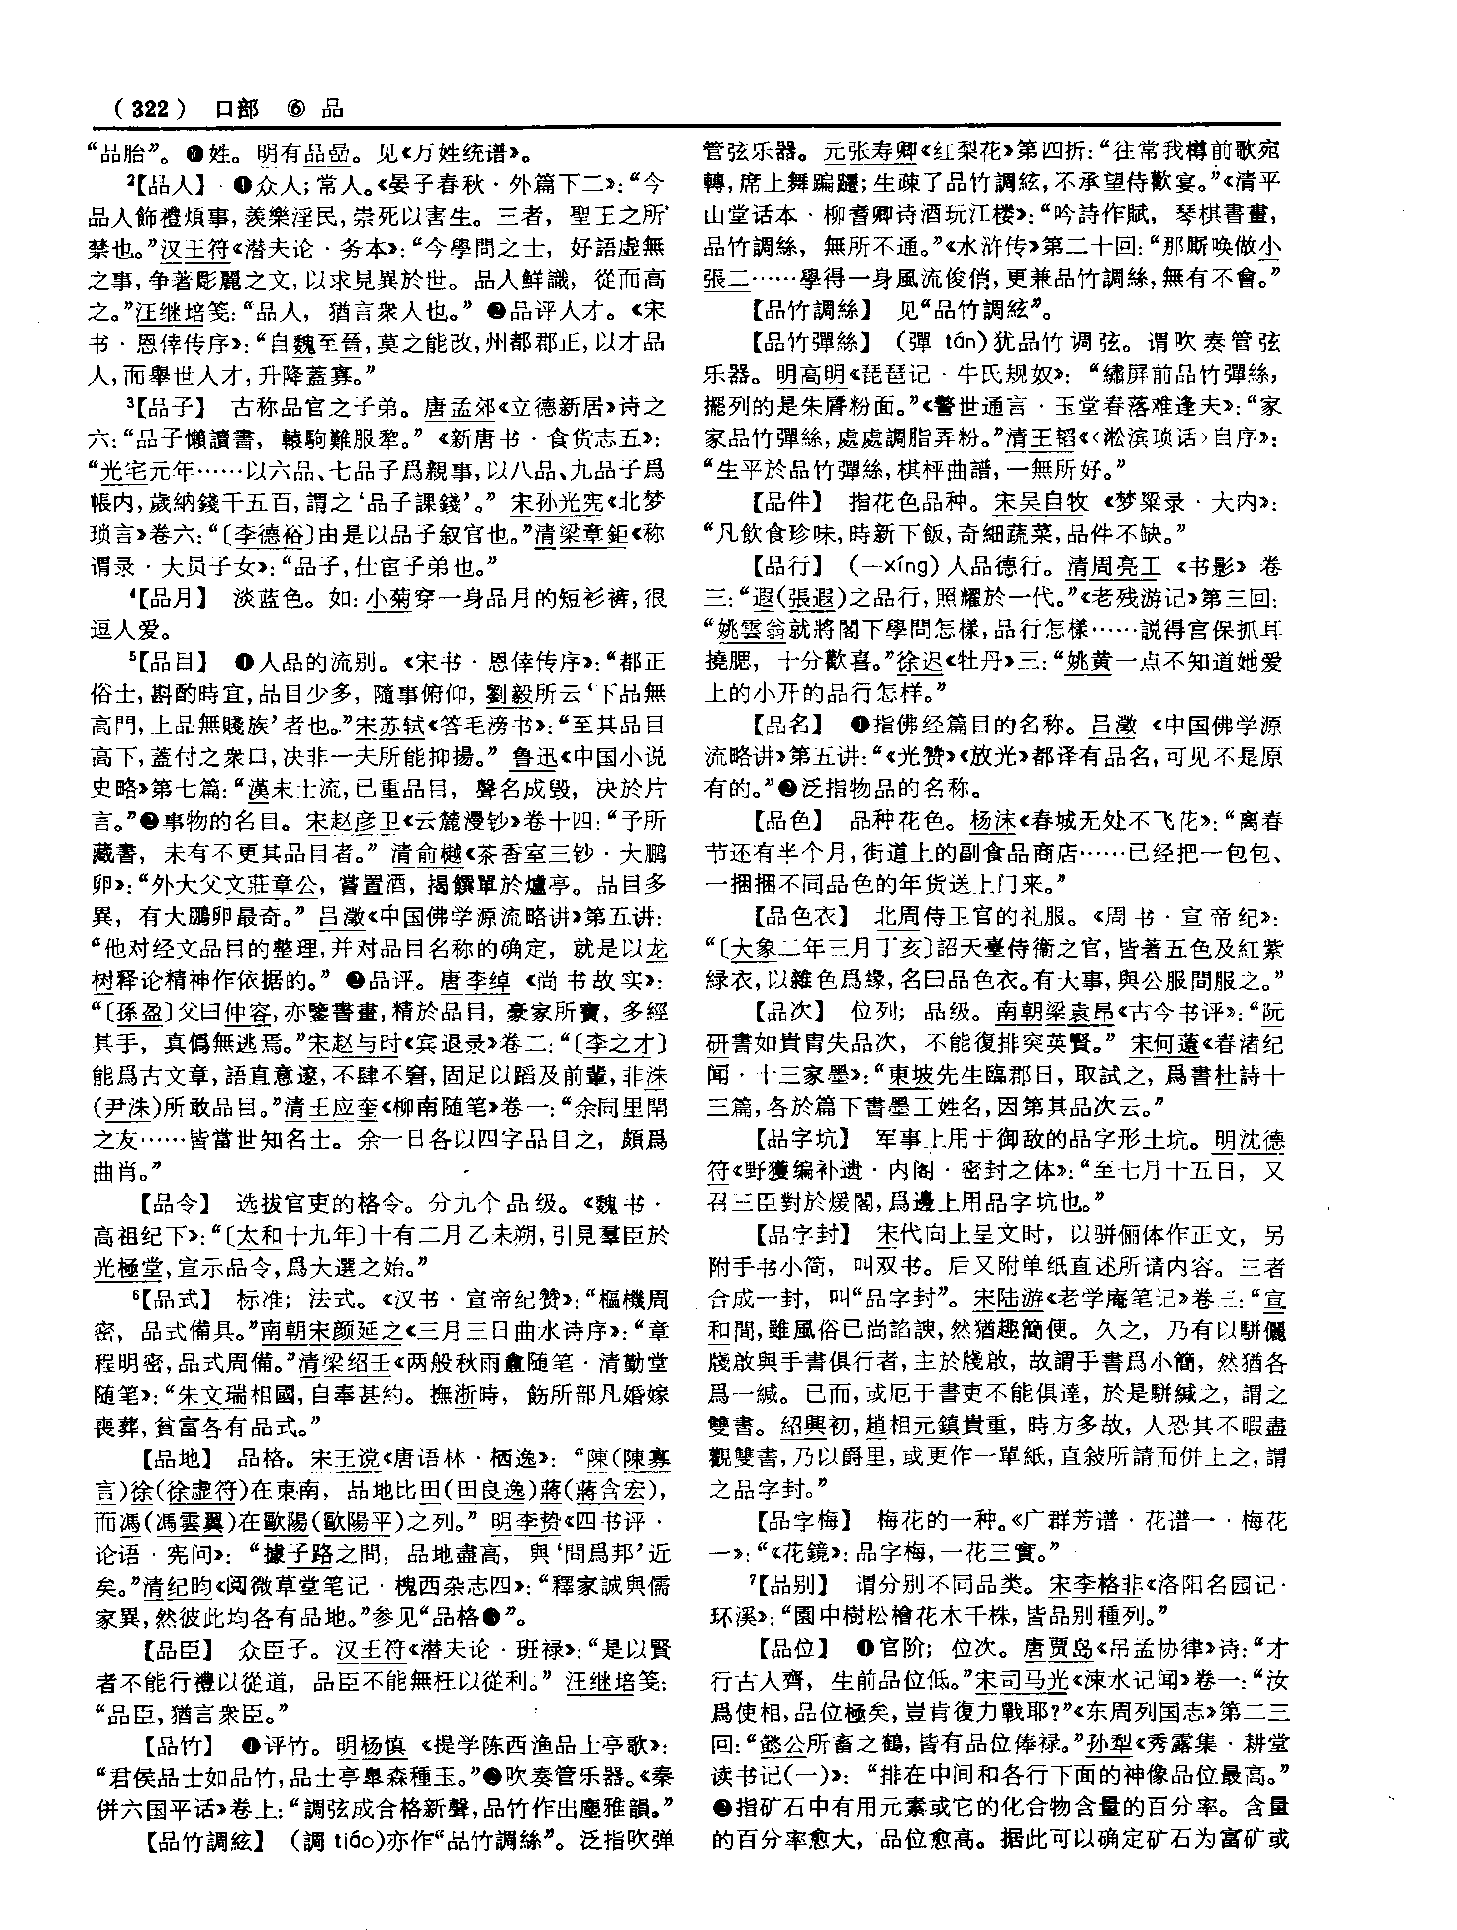 (322) 口部 ⑥ 品
“品胎”。●姓。明有品嵒。见《万姓统谱》。
2【品人】 ❶众人；常人。《晏子春秋·外篇下二》：“今
品人飾禮煩事，羨樂淫民，崇死以害生。三者，聖王之所
禁也。”汉王符《潜夫论·务本》：“今學問之士，好語虚無
之事，争著彫麗之文，以求見異於世。品人鮮識，從而高
之。”汪继培笺：“品人，猶言衆人也。”❷品评人才。《宋
书·恩倖传序》：“自魏至晉，莫之能改，州都郡正，以才品
人，而舉世人才，升降蓋寡。”
3【品子】 古称品官之子弟。唐孟郊《立德新居》诗之
六：“品子懶讀書，轅駒難服犂。”《新唐书·食货志五》：
“光宅元年……以六品、七品子爲親事，以八品、九品子爲
帳内，歲納錢千五百，謂之‘品子課錢’。”宋孙光宪《北梦
琐言》卷六：“〔李德裕〕由是以品子叙官也。”清梁章鉅《称
谓录·大员子女》：“品子，仕宦子弟也。”
4【品月】 淡蓝色。如：小菊穿一身品月的短衫裤，很
逗人爱。
5【品目】 ❶人品的流别。《宋书·恩倖传序》：“都正
俗士，斟酌時宜，品目少多，隨事俯仰，劉毅所云‘下品無
高門，上品無賤族’者也。”宋苏轼《答毛滂书》：“至其品目
高下，蓋付之衆口，决非一夫所能抑揚。”鲁迅《中国小说
史略》第七篇：“漢末士流，已重品目，聲名成毁，决於片
言。”❷事物的名目。宋赵彦卫《云麓漫钞》卷十四：“予所
藏書，未有不更其品目者。”清俞樾《茶香室三钞·大鹏
卵》：“外大父文莊章公，嘗置酒，揭饌單於爐亭。品目多
異，有大鵬卵最奇。”吕澂《中国佛学源流略讲》第五讲：
“他对经文品目的整理，并对品目名称的确定，就是以龙
树释论精神作依据的。”❸品评。唐李绰《尚书故实》：
“〔孫盈〕父曰仲容，亦鑒書畫，精於品目，豪家所寶，多經
其手，真僞無逃焉。”宋赵与时《宾退录》卷二：“〔李之才〕
能爲古文章，語直意邃，不肆不窘，固足以蹈及前輩，非洙
（尹洙）所敢品目。”清王应奎《柳南随笔》卷一：“余同里閈
之友……皆當世知名士。余一日各以四字品目之，頗爲
曲肖。”
【品令】 选拔官吏的格令。分九个品级。《魏书·
高祖纪下》：“〔太和十九年〕十有二月乙未朔，引見羣臣於
光極堂，宣示品令，爲大選之始。”
6【品式】 标准；法式。《汉书·宣帝纪赞》：“樞機周
密，品式備具。”南朝宋颜延之《三月三日曲水诗序》：“章
程明密，品式周備。”清梁绍壬《两般秋雨盦随笔·清勤堂
随笔》：“朱文瑞相國，自奉甚約。撫浙時，飭所部凡婚嫁
喪葬，貧富各有品式。”
【品地】 品格。宋王谠《唐语林·栖逸》：“陳（陳寡
言）徐（徐虚符）在東南，品地比田（田良逸）蔣（蔣含宏），
而馮（馮雲翼）在歐陽（歐陽平）之列。”明李贽《四书评·
论语·宪问》：“據子路之問，品地盡高，與‘問爲邦’近
矣。”清纪昀《阅微草堂笔记·槐西杂志四》：“釋家誠與儒
家異，然彼此均各有品地。”参见“品格●”。
【品臣】 众臣子。汉王符《潜夫论·班禄》：“是以賢
者不能行禮以從道，品臣不能無枉以從利。”汪继培笺：
“品臣，猶言衆臣。”
【品竹】 ❶评竹。明杨慎《提学陈西渔品士亭歌》：
“君侯品士如品竹，品士亭皋森種玉。”❷吹奏管乐器。《秦
併六国平话》卷上：“調弦成合格新聲，品竹作出塵雅韻。”
【品竹調絃】 （調 tiáo）亦作“品竹調絲”。泛指吹弹
管弦乐器。元张寿卿《红梨花》第四折：“往常我樽前歌宛
轉，席上舞蹁躚；生疎了品竹調絃，不承望侍歡宴。”《清平
山堂话本·柳耆卿诗酒玩江楼》：“吟詩作賦，琴棋書畫，
品竹調絲，無所不通。”《水浒传》第二十回：“那厮唤做小
張二……學得一身風流俊俏，更兼品竹調絲，無有不會。”
【品竹調絲】 见“品竹調絃”。
【品竹彈絲】 （彈 tán）犹品竹调弦。谓吹奏管弦
乐器。明高明《琵琶记·牛氏规奴》：“繡屏前品竹彈絲，
擺列的是朱脣粉面。”《警世通言·玉堂春落难逢夫》：“家
家品竹彈絲，處處調脂弄粉。”清王韬《〈淞滨琐话〉自序》：
“生平於品竹彈絲，棋枰曲譜，一無所好。”
【品件】 指花色品种。宋吴自牧《梦粱录·大内》：
“凡飲食珍味，時新下飯，奇細蔬菜，品件不缺。”
【品行】 （—xíng）人品德行。清周亮工《书影》卷
三：“遐（張遐）之品行，照耀於一代。”《老残游记》第三回：
“姚雲翁就將閣下學問怎樣，品行怎樣……説得宫保抓耳
撓腮，十分歡喜。”徐迟《牡丹》三：“姚黄一点不知道她爱
上的小开的品行怎样。”
【品名】 ❶指佛经篇目的名称。吕澂《中国佛学源
流略讲》第五讲：“《光赞》《放光》都译有品名，可见不是原
有的。”❷泛指物品的名称。
【品色】 品种花色。杨沫《春城无处不飞花》：“离春
节还有半个月，街道上的副食品商店……已经把一包包、
一捆捆不同品色的年货送上门来。”
【品色衣】 北周侍卫官的礼服。《周书·宣帝纪》：
“〔大象二年三月丁亥〕詔天臺侍衞之官，皆著五色及紅紫
緑衣，以雜色爲緣，名曰品色衣。有大事，與公服間服之。”
【品次】 位列；品级。南朝梁袁昂《古今书评》：“阮
研書如貴胄失品次，不能復排突英賢。”宋何薳《春渚纪
闻·十三家墨》：“東坡先生臨郡日，取試之，爲書杜詩十
三篇，各於篇下書墨工姓名，因第其品次云。”
【品字坑】 军事上用于御敌的品字形土坑。明沈德
符《野獲编补遗·内阁·密封之体》：“至七月十五日，又
召三臣對於煖閣，爲邊上用品字坑也。”
【品字封】 宋代向上呈文时，以骈俪体作正文，另
附手书小简，叫双书。后又附单纸直述所请内容。三者
合成一封，叫“品字封”。宋陆游《老学庵笔记》卷三：“宣
和間，雖風俗已尚諂諛，然猶趣簡便。久之，乃有以駢儷
牋啟與手書俱行者，主於牋啟，故謂手書爲小簡，然猶各
爲一緘。已而，或厄于書吏不能俱達，於是駢緘之，謂之
雙書。紹興初，趙相元鎮貴重，時方多故，人恐其不暇盡
觀雙書，乃以爵里，或更作一單紙，直敍所請而併上之，謂
之品字封。”
【品字梅】 梅花的一种。《广群芳谱·花谱一·梅花
一》：“《花鏡》：品字梅，一花三實。”
7【品别】 谓分别不同品类。宋李格非《洛阳名园记·
环溪》：“園中樹松檜花木千株，皆品别種列。”
【品位】 ❶官阶；位次。唐贾岛《吊孟协律》诗：“才
行古人齊，生前品位低。”宋司马光《涑水记闻》卷一：“汝
爲使相，品位極矣，豈肯復力戰耶？”《东周列国志》第二三
回：“懿公所畜之鶴，皆有品位俸禄。”孙犁《秀露集·耕堂
读书记（一）》：“排在中间和各行下面的神像品位最高。”
❷指矿石中有用元素或它的化合物含量的百分率。含量
的百分率愈大，品位愈高。据此可以确定矿石为富矿或